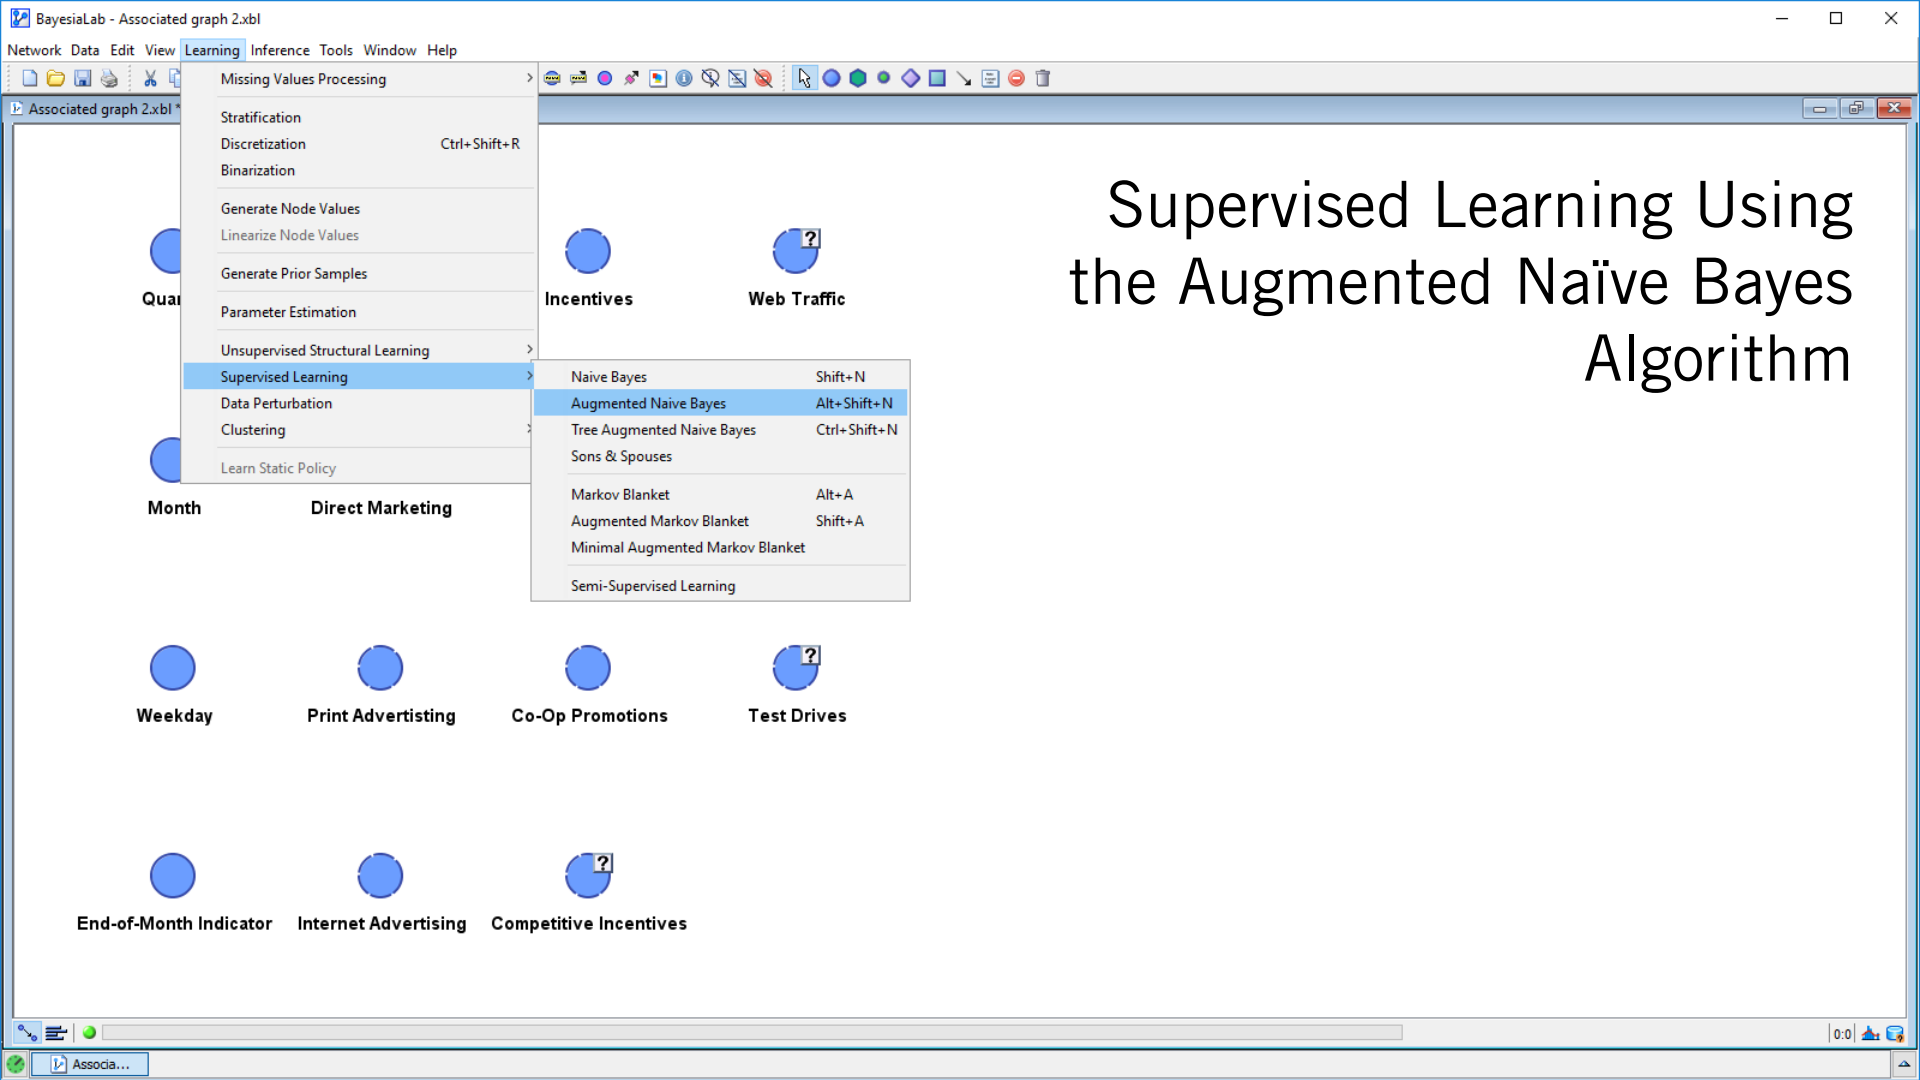 BayesiaLab - Associated graph 2.xbl
Network Data Edit View Learning Inference Tools Window Help
Associated graph 2.xbl *
Missing Values Processing
Stratification
Discretization Ctrl+Shift+R
Binarization
Generate Node Values
Linearize Node Values
Generate Prior Samples
Parameter Estimation
Unsupervised Structural Learning
Supervised Learning
Data Perturbation
Clustering
Learn Static Policy
Naive Bayes Shift+N
Augmented Naive Bayes Alt+Shift+N
Tree Augmented Naive Bayes Ctrl+Shift+N
Sons & Spouses
Markov Blanket Alt+A
Augmented Markov Blanket Shift+A
Minimal Augmented Markov Blanket
Semi-Supervised Learning
Supervised Learning Using
the Augmented Naïve Bayes
Algorithm
?
Incentives Web Traffic
Month Direct Marketing
?
Weekday Print Advertisting Co-Op Promotions Test Drives
?
End-of-Month Indicator Internet Advertising Competitive Incentives
0:0
Associa...